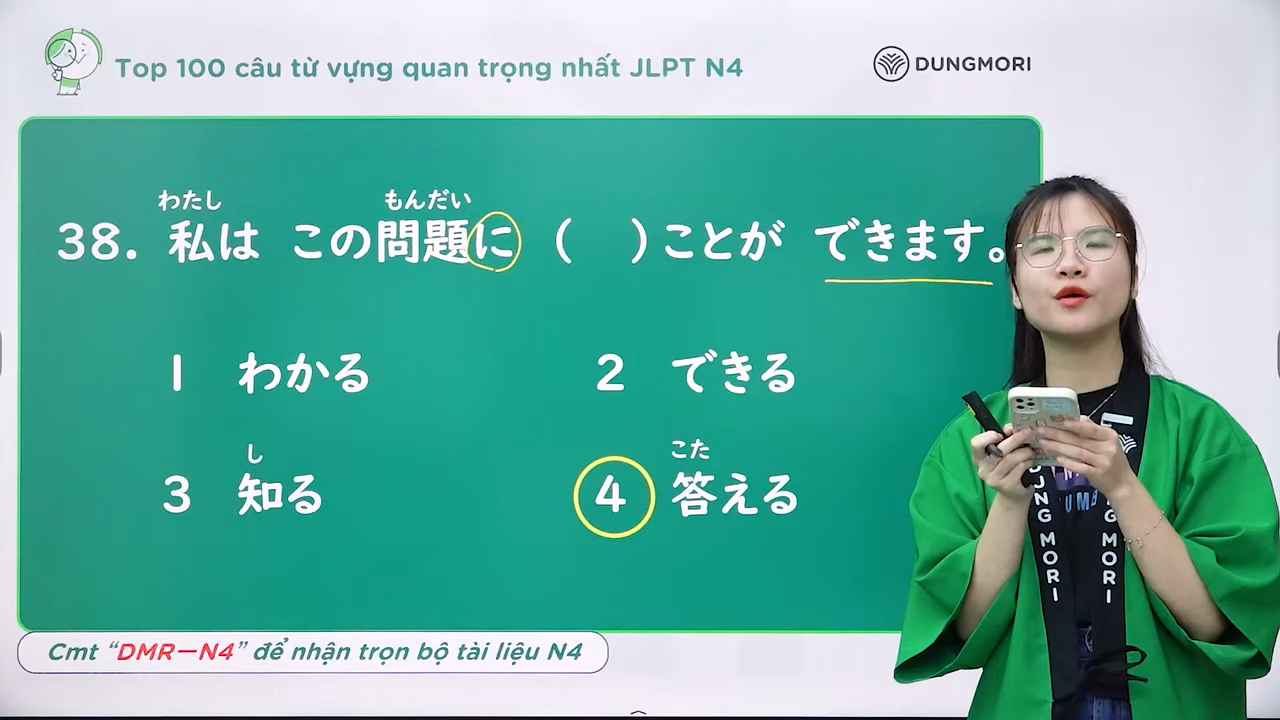 Top 100 câu từ vựng quan trọng nhất JLPT N4
DUNGMORI
わたし もんだい
38. 私は この問題に ( )ことが できます。
1 わかる 2 できる
し こた
3 知る 4 答える
Cmt “DMR－N4” để nhận trọn bộ tài liệu N4
DUNG MORI